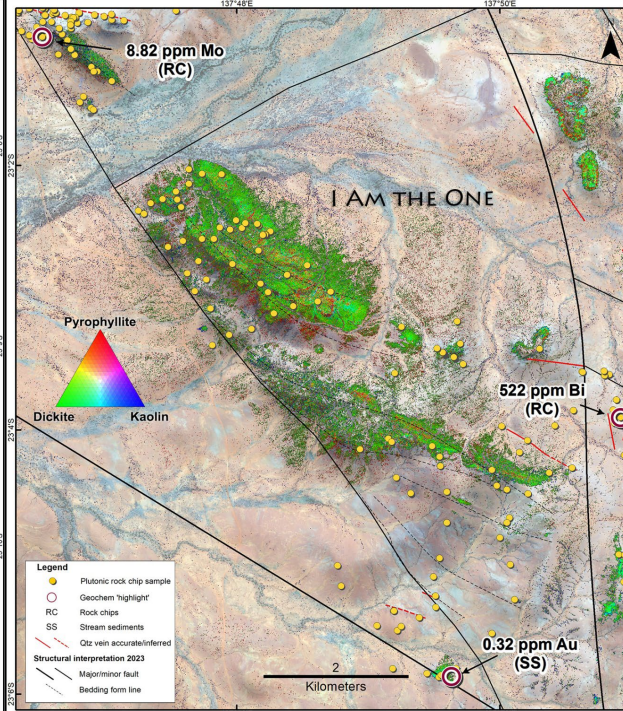 137°48'E
137°50'E
8.82 ppm Mo
(RC)
23°2'S
I Am the One
Pyrophyllite
Dickite
Kaolin
522 ppm Bi
(RC)
23°4'S
Legend
Plutonic rock chip sample
Geochem 'highlight'
RC Rock chips
SS Stream sediments
Qtz vein accurate/inferred
Structural interpretation 2023
Major/minor fault
Bedding form line
0.32 ppm Au
(SS)
2
Kilometers
23°6'S